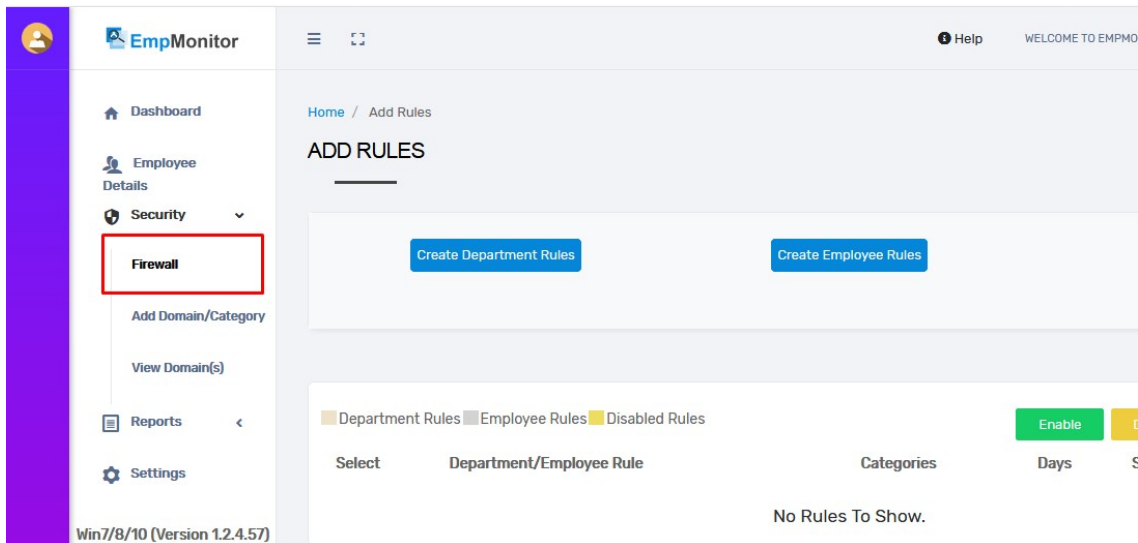 EmpMonitor
Help
WELCOME TO EMPMO
Dashboard
Employee
Details
Security
Firewall
Add Domain/Category
View Domain(s)
Reports
Settings
Win7/8/10 (Version 1.2.4.57)
Home / Add Rules
ADD RULES
Create Department Rules Create Employee Rules
Department Rules Employee Rules Disabled Rules
Enable D
Select Department/Employee Rule Categories Days S
No Rules To Show.